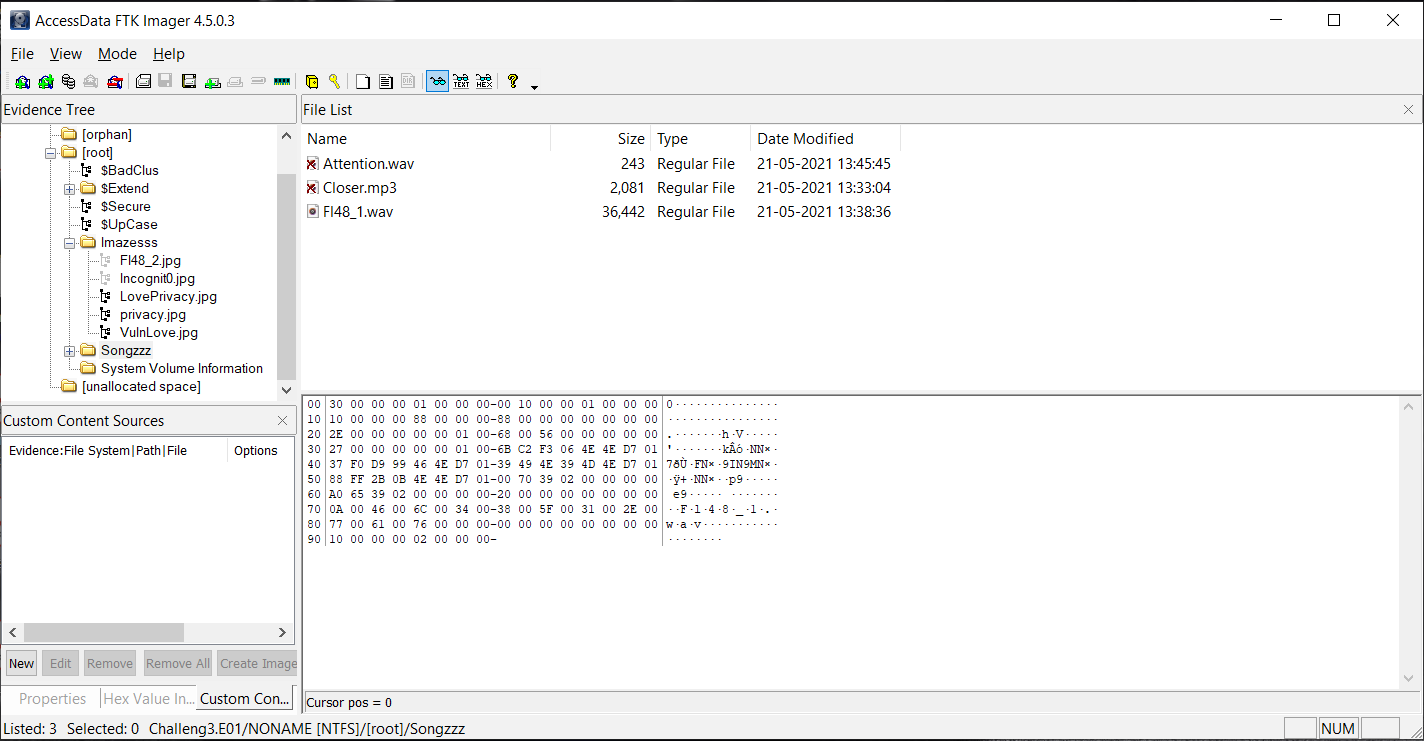 AccessData FTK Imager 4.5.0.3
File View Mode Help
TEXT HEX
Evidence Tree
[orphan]
[root]
$BadClus
$Extend
$Secure
$UpCase
Imazesss
Fl48_2.jpg
Incognit0.jpg
LovePrivacy.jpg
privacy.jpg
VulnLove.jpg
Songzzz
System Volume Information
[unallocated space]
Custom Content Sources
Evidence:File System|Path|File Options
New Edit Remove Remove All Create Image
Properties Hex Value In... Custom Con...
File List
Name Size Type Date Modified
Attention.wav 243 Regular File 21-05-2021 13:45:45
Closer.mp3 2,081 Regular File 21-05-2021 13:33:04
Fl48_1.wav 36,442 Regular File 21-05-2021 13:38:36
00 30 00 00 00 01 00 00 00-00 10 00 00 01 00 00 00 0···············
10 10 00 00 00 88 00 00 00-88 00 00 00 00 00 00 00 ················
20 2E 00 00 00 00 00 01 00-68 00 56 00 00 00 00 00 .·······h·V·····
30 27 00 00 00 00 00 01 00-6B C2 F3 06 4E 4E D7 01 '·······kÂó·NN×·
40 37 F0 D9 99 46 4E D7 01-39 49 4E 39 4D 4E D7 01 7ðÙ·FN×·9IN9MN×·
50 88 FF 2B 0B 4E 4E D7 01-00 70 39 02 00 00 00 00 ·ÿ+·NN×··p9·····
60 A0 65 39 02 00 00 00 00-20 00 00 00 00 00 00 00 e9····· ·······
70 0A 00 46 00 6C 00 34 00-38 00 5F 00 31 00 2E 00 ··F·l·4·8·_·1·.·
80 77 00 61 00 76 00 00 00-00 00 00 00 00 00 00 00 w·a·v···········
90 10 00 00 00 02 00 00 00- ········
Cursor pos = 0
Listed: 3 Selected: 0 Challeng3.E01/NONAME [NTFS]/[root]/Songzzz NUM